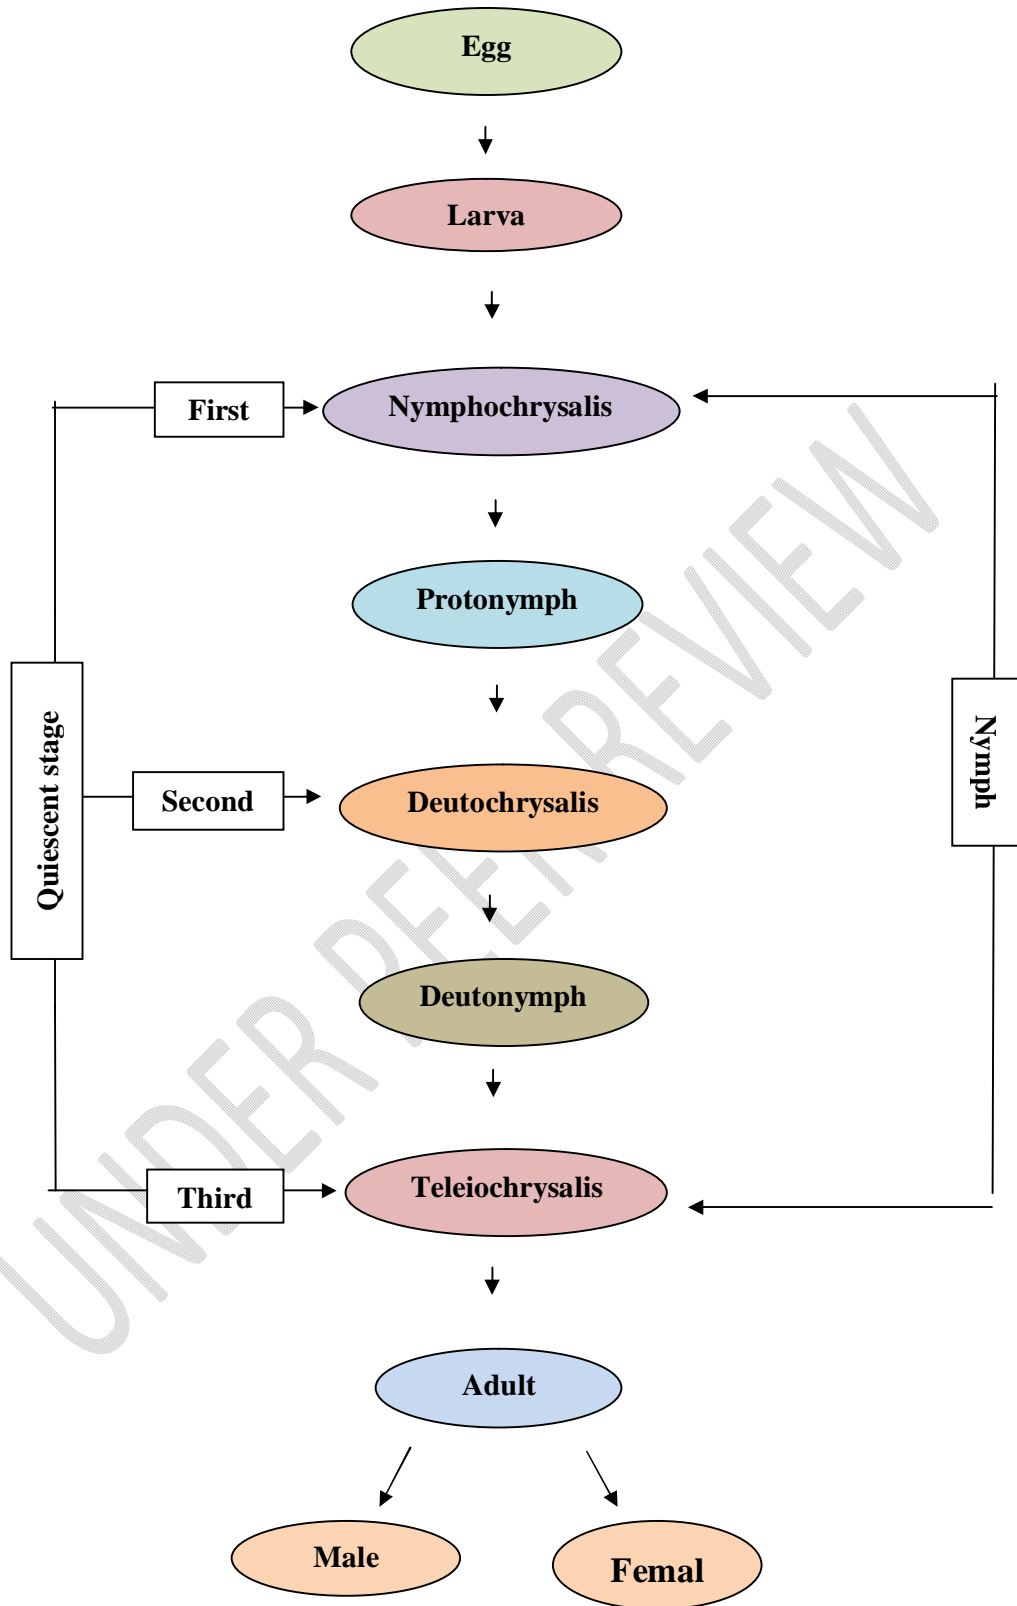 Egg
Larva
First
Nymphochrysalis
Protonymph
Quiescent stage
Nymph
Second
Deutochrysalis
Deutonymph
Third
Teleiochrysalis
Adult
Male
Femal
UNDER PEER REVIEW